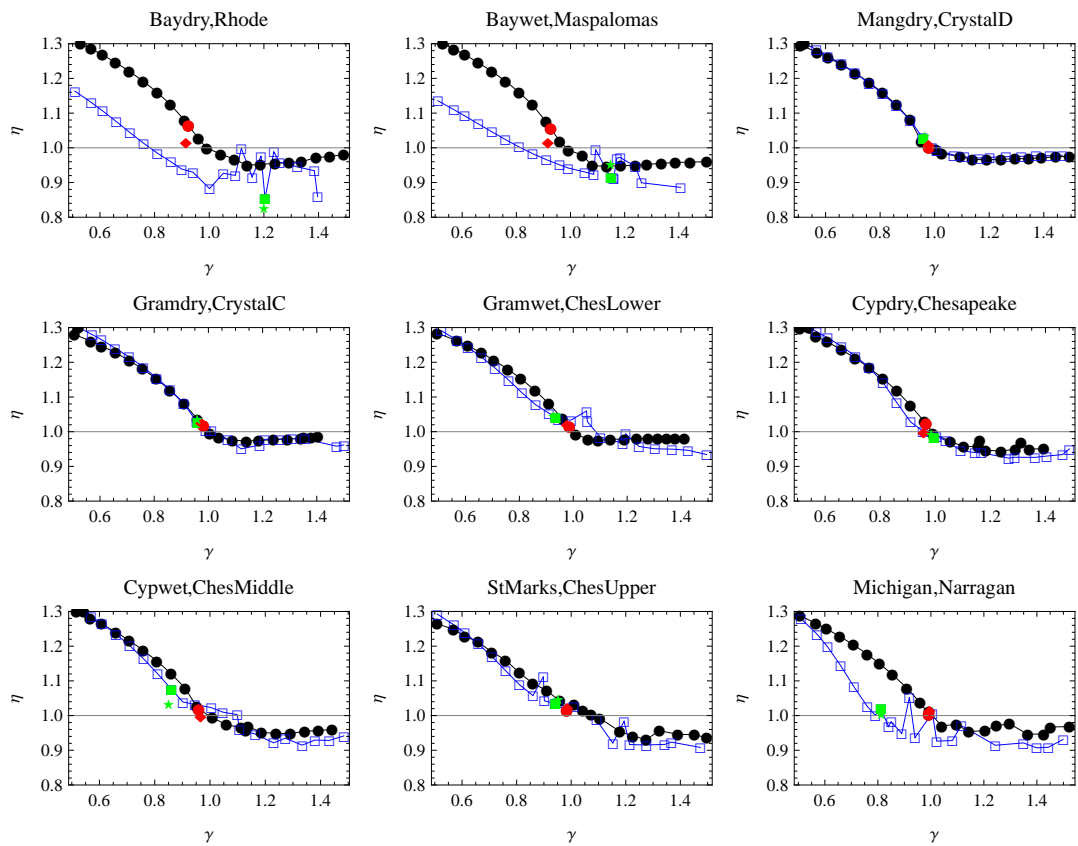 Baydry,Rhode
Baywet,Maspalomas
Mangdry,CrystalD
1.3 1.3 1.3
1.2 1.2 1.2
1.1 1.1 1.1
η η η
1.0 1.0 1.0
0.9 0.9 0.9
0.8 0.8 0.8
0.6 0.8 1.0 1.2 1.4 0.6 0.8 1.0 1.2 1.4 0.6 0.8 1.0 1.2 1.4
γ γ γ
Gramdry,CrystalC
Gramwet,ChesLower
Cypdry,Chesapeake
1.3 1.3 1.3
1.2 1.2 1.2
1.1 1.1 1.1
η η η
1.0 1.0 1.0
0.9 0.9 0.9
0.8 0.8 0.8
0.6 0.8 1.0 1.2 1.4 0.6 0.8 1.0 1.2 1.4 0.6 0.8 1.0 1.2 1.4
γ γ γ
Cypwet,ChesMiddle
StMarks,ChesUpper
Michigan,Narragan
1.3 1.3 1.3
1.2 1.2 1.2
1.1 1.1 1.1
η η η
1.0 1.0 1.0
0.9 0.9 0.9
0.8 0.8 0.8
0.6 0.8 1.0 1.2 1.4 0.6 0.8 1.0 1.2 1.4 0.6 0.8 1.0 1.2 1.4
γ γ γ